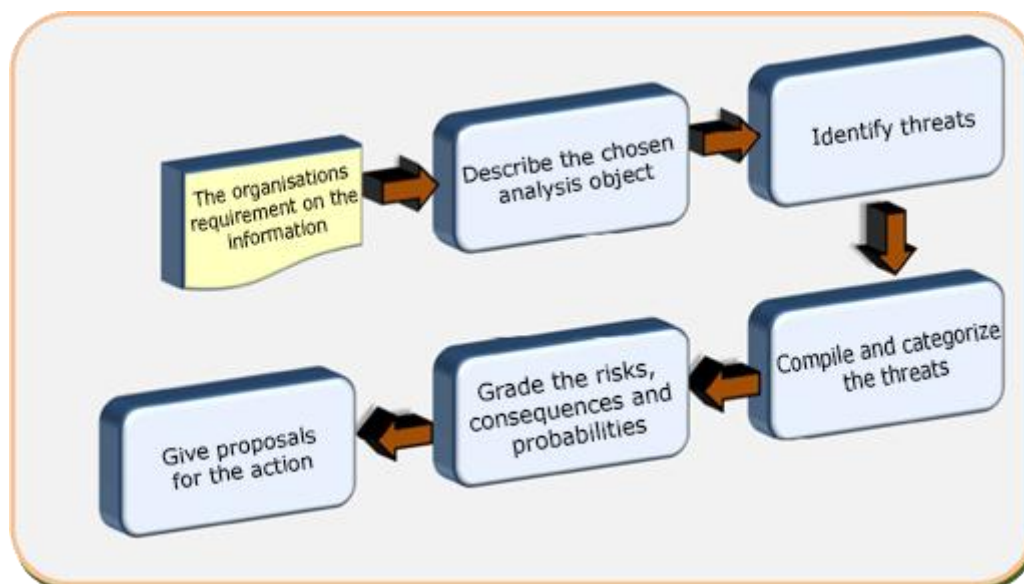 The organisations
requirement on the
information
Describe the chosen
analysis object
Identify threats
Compile and categorize
the threats
Grade the risks,
consequences and
probabilities
Give proposals
for the action